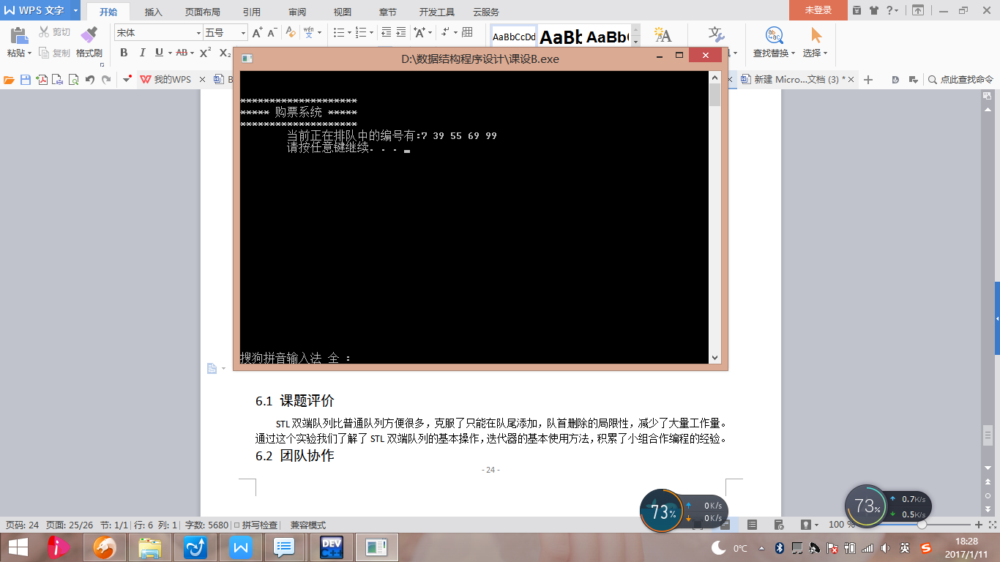 WPS 文字
开始 插入 页面布局 引用 审阅 视图 章节 开发工具 云服务
未登录
粘贴 剪切 复制 格式刷
宋体 五号
AaBbCcDd AaBb AaBb
查找替换 选择
D:\数据结构程序设计\课设B.exe
我的WPS
新建 Micro...文档 (3) *
点此查找命令
********************
***** 购票系统 *****
********************
当前正在排队中的编号有:7 39 55 69 99
请按任意键继续. . .
搜狗拼音输入法 全 :
6.1 课题评价
STL 双端队列比普通队列方便很多，克服了只能在队尾添加，队首删除的局限性，减少了大量工作量。
通过这个实验我们了解了 STL 双端队列的基本操作，迭代器的基本使用方法，积累了小组合作编程的经验。
6.2 团队协作
- 24 -
73% 0K/s 0K/s
73% 0.7K/s 0.5K/s
页码: 24 页面: 25/26 节: 1/1 行: 6 列: 1 字数: 5680 拼写检查 兼容模式
100 %
DEV C++
0℃
英
18:28
2017/1/11